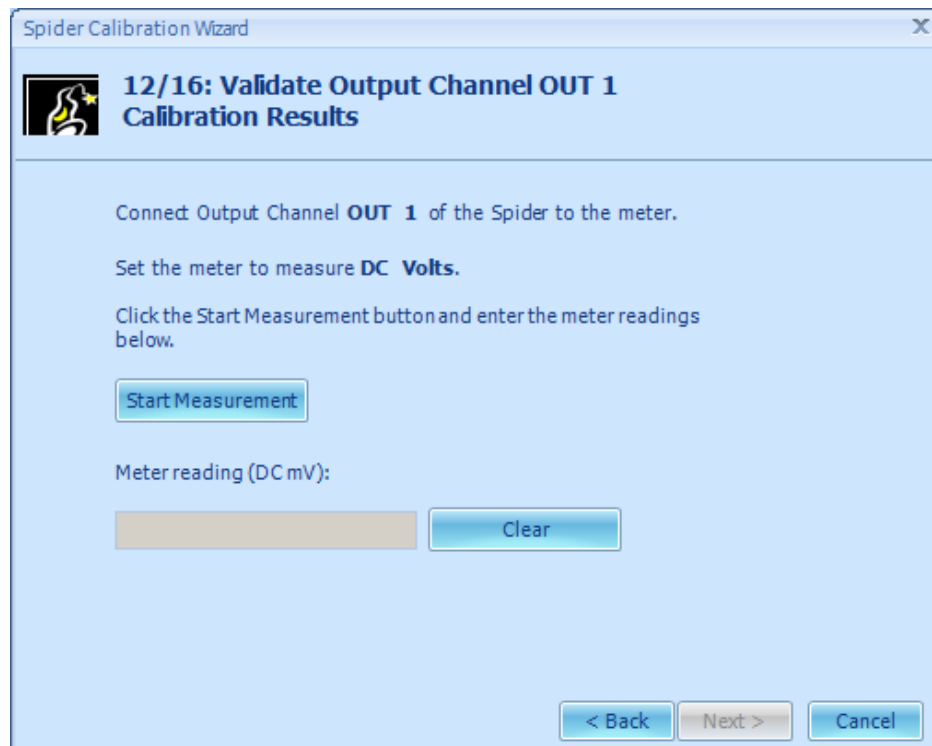 Spider Calibration Wizard
X
12/16: Validate Output Channel OUT 1
Calibration Results
Connect Output Channel OUT 1 of the Spider to the meter.
Set the meter to measure DC Volts.
Click the Start Measurement button and enter the meter readings
below.
Start Measurement
Meter reading (DC mV):
Clear
< Back Next > Cancel